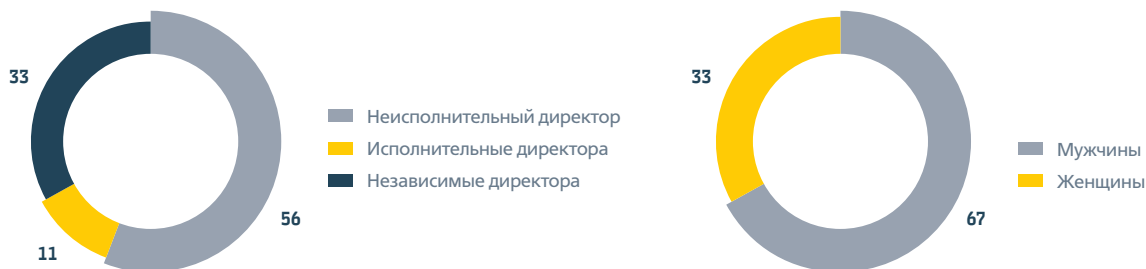 33
Неисполнительный директор
Исполнительные директора
Независимые директора
56
11
33
Мужчины
Женщины
67